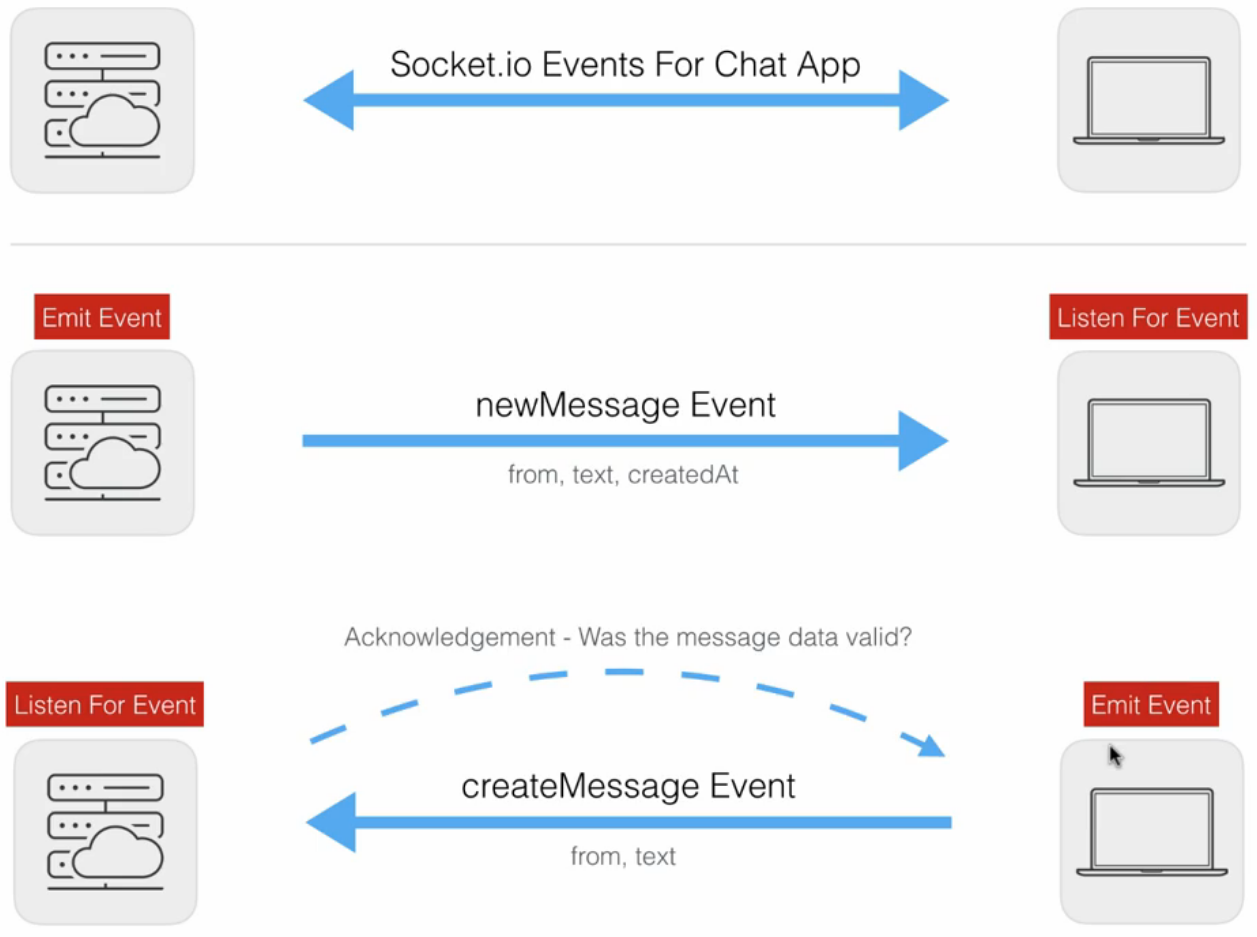 Socket.io Events For Chat App
Emit Event
Listen For Event
newMessage Event
from, text, createdAt
Acknowledgement - Was the message data valid?
Listen For Event
Emit Event
createMessage Event
from, text